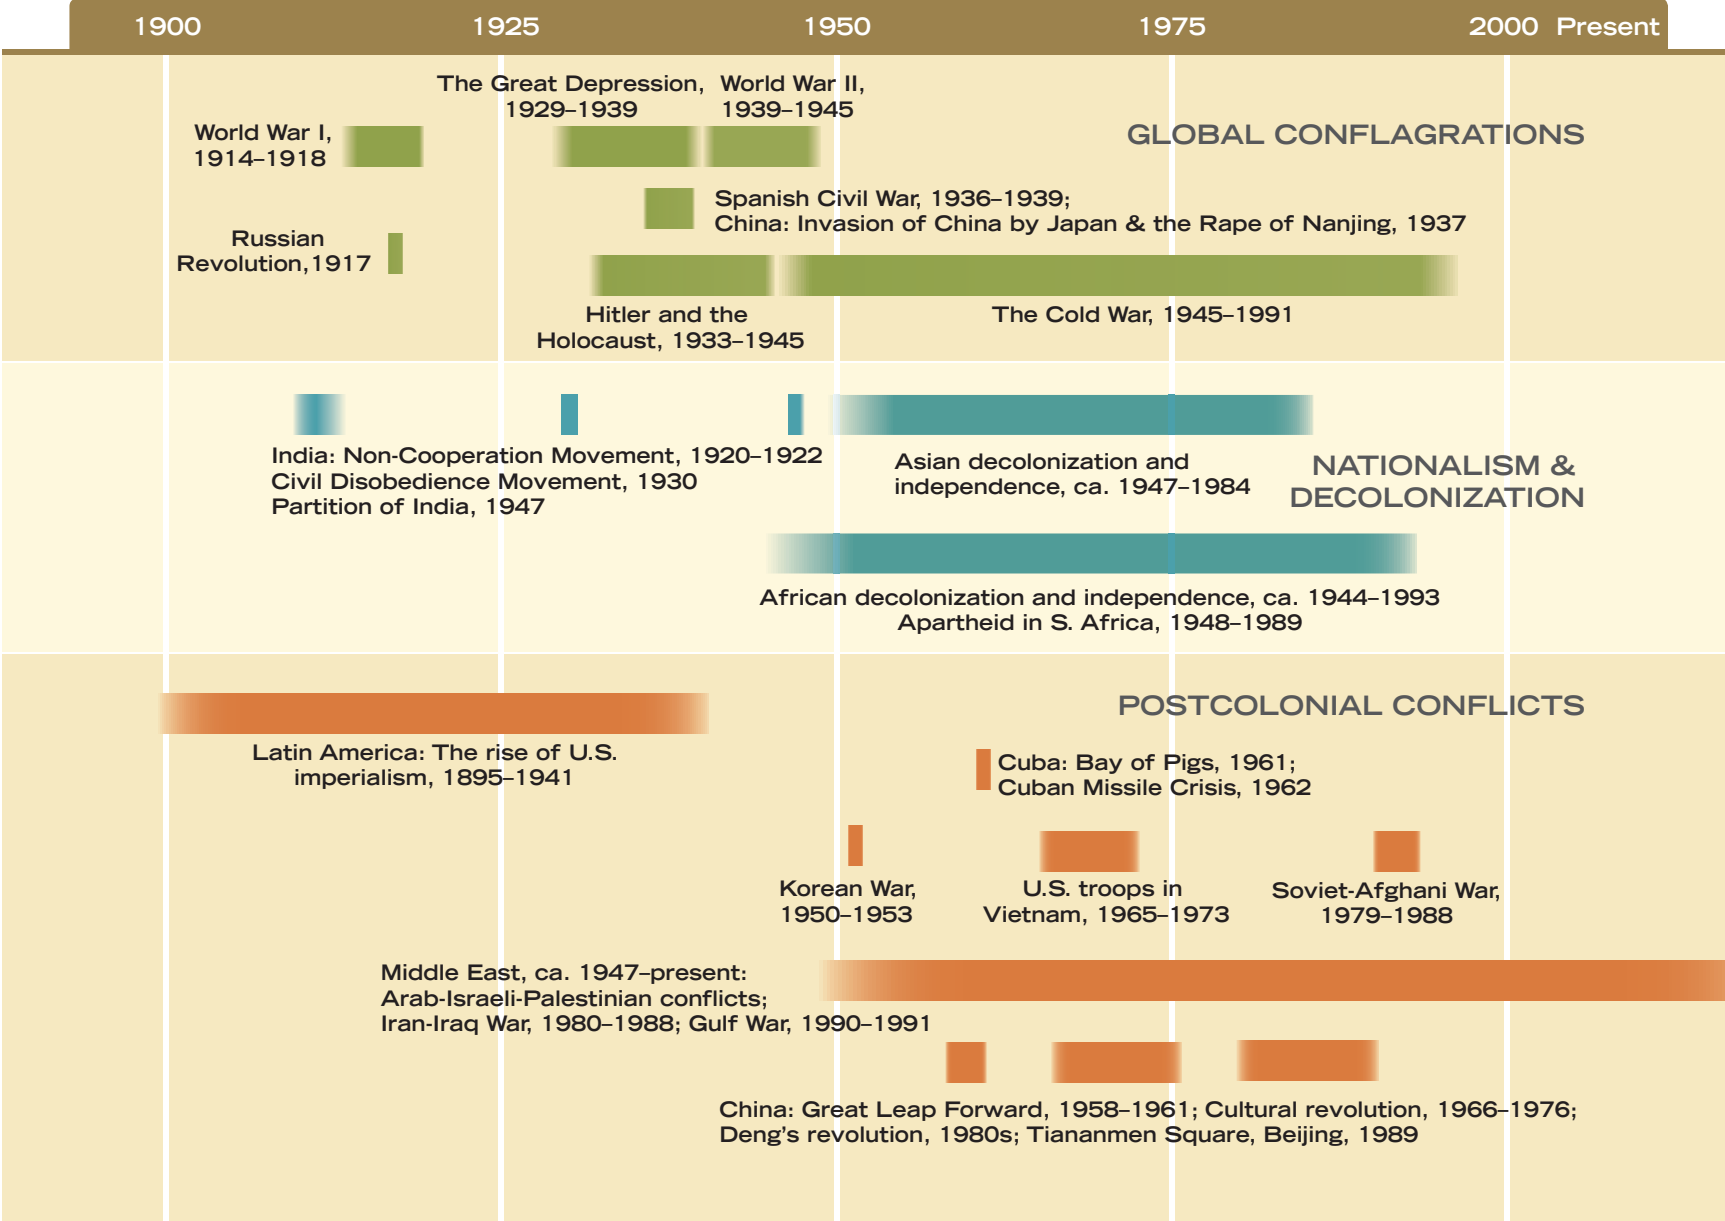 1900 1925 1950 1975 2000 Present
The Great Depression,
1929–1939
World War II,
1939–1945
World War I,
1914–1918
GLOBAL CONFLAGRATIONS
Spanish Civil War, 1936–1939;
China: Invasion of China by Japan & the Rape of Nanjing, 1937
Russian
Revolution,1917
Hitler and the
Holocaust, 1933–1945
The Cold War, 1945–1991
India: Non-Cooperation Movement, 1920–1922
Civil Disobedience Movement, 1930
Partition of India, 1947
Asian decolonization and
independence, ca. 1947–1984
NATIONALISM &
DECOLONIZATION
African decolonization and independence, ca. 1944–1993
Apartheid in S. Africa, 1948–1989
POSTCOLONIAL CONFLICTS
Latin America: The rise of U.S.
imperialism, 1895–1941
Cuba: Bay of Pigs, 1961;
Cuban Missile Crisis, 1962
Korean War,
1950–1953
U.S. troops in
Vietnam, 1965–1973
Soviet-Afghani War,
1979–1988
Middle East, ca. 1947–present:
Arab-Israeli-Palestinian conflicts;
Iran-Iraq War, 1980–1988; Gulf War, 1990–1991
China: Great Leap Forward, 1958–1961; Cultural revolution, 1966–1976;
Deng’s revolution, 1980s; Tiananmen Square, Beijing, 1989